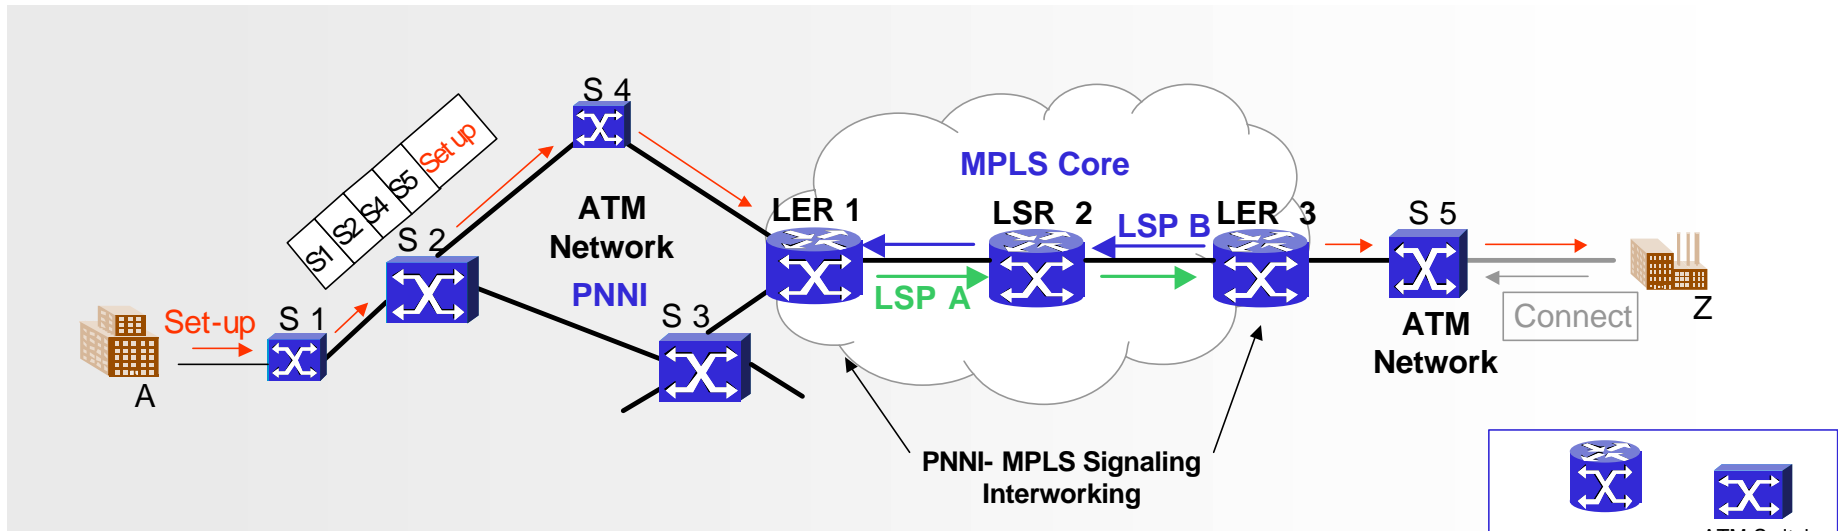 S 4
S1 S2 S4 S5 Set up
MPLS Core
ATM
Network
PNNI
LER 1
LSR 2
LSP B
LER 3
S 5
S 2
LSP A
Set-up
S 1
S 3
Connect
Z
ATM
Network
A
PNNI- MPLS Signaling
Interworking